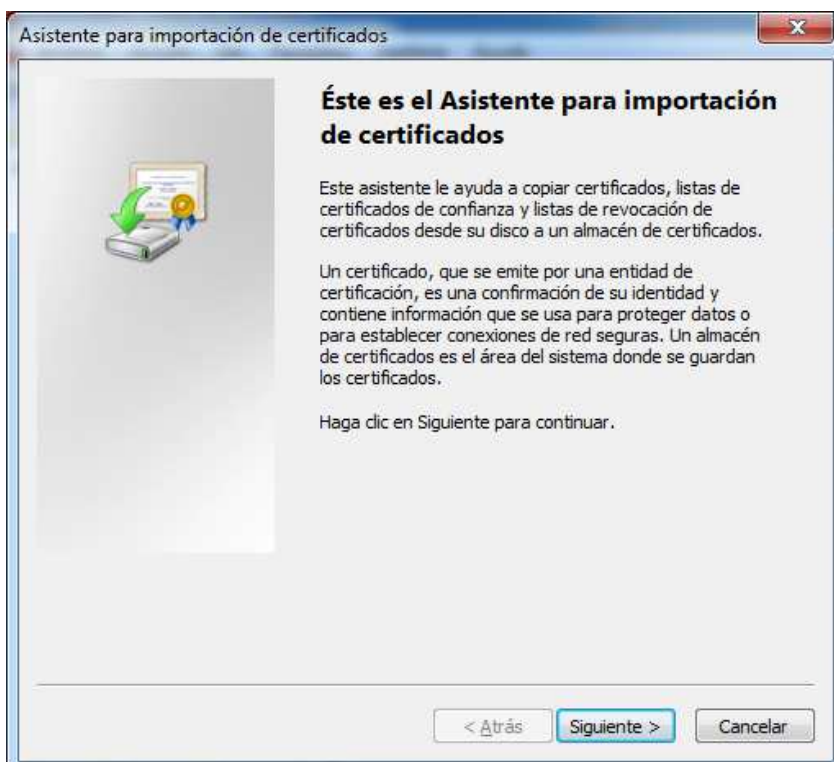 Asistente para importación de certificados
Éste es el Asistente para importación
de certificados
Este asistente le ayuda a copiar certificados, listas de
certificados de confianza y listas de revocación de
certificados desde su disco a un almacén de certificados.
Un certificado, que se emite por una entidad de
certificación, es una confirmación de su identidad y
contiene información que se usa para proteger datos o
para establecer conexiones de red seguras. Un almacén
de certificados es el área del sistema donde se guardan
los certificados.
Haga clic en Siguiente para continuar.
< Atrás
Siguiente >
Cancelar